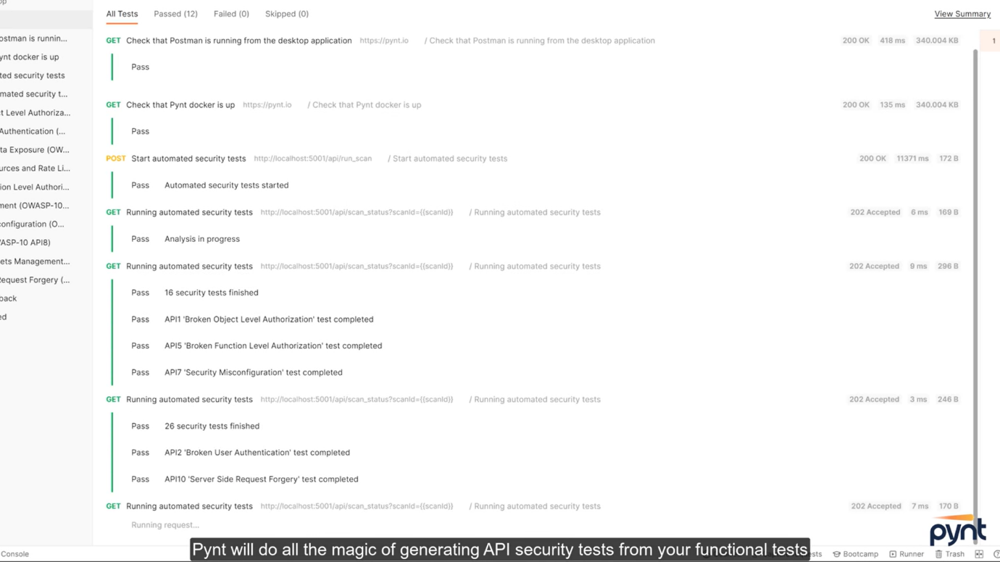 op
All Tests Passed (12) Failed (0) Skipped (0) View Summary
ostman is runnin...
ynt docker is up
ted security tests
mated security t...
t Level Authoriza...
Authentication (...
ta Exposure (OW...
urces and Rate Li...
ion Level Authori...
ment (OWASP-10...
onfiguration (O...
ASP-10 API8)
ets Management...
Request Forgery (...
back
ed
GET Check that Postman is running from the desktop application https://pynt.io / Check that Postman is running from the desktop application 200 OK 418 ms 340.004 KB 1
Pass
GET Check that Pynt docker is up https://pynt.io / Check that Pynt docker is up 200 OK 135 ms 340.004 KB
Pass
POST Start automated security tests http://localhost:5001/api/run_scan / Start automated security tests 200 OK 11371 ms 172 B
Pass Automated security tests started
GET Running automated security tests http://localhost:5001/api/scan_status?scanId={{scanId}} / Running automated security tests 202 Accepted 6 ms 169 B
Pass Analysis in progress
GET Running automated security tests http://localhost:5001/api/scan_status?scanId={{scanId}} / Running automated security tests 202 Accepted 9 ms 296 B
Pass 16 security tests finished
Pass API1 'Broken Object Level Authorization' test completed
Pass API5 'Broken Function Level Authorization' test completed
Pass API7 'Security Misconfiguration' test completed
GET Running automated security tests http://localhost:5001/api/scan_status?scanId={{scanId}} / Running automated security tests 202 Accepted 3 ms 246 B
Pass 26 security tests finished
Pass API2 'Broken User Authentication' test completed
Pass API10 'Server Side Request Forgery' test completed
GET Running automated security tests http://localhost:5001/api/scan_status?scanId={{scanId}} / Running automated security tests 202 Accepted 7 ms 170 B
Running request...
pynt
Pynt will do all the magic of generating API security tests from your functional tests
Console ests Bootcamp Runner Trash